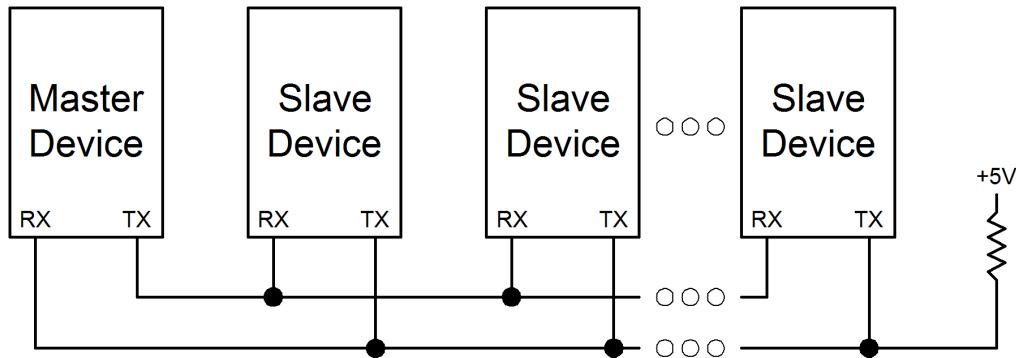 Master
Device
Slave
Device
Slave
Device
Slave
Device
+5V
RX TX
RX TX
RX TX
RX TX